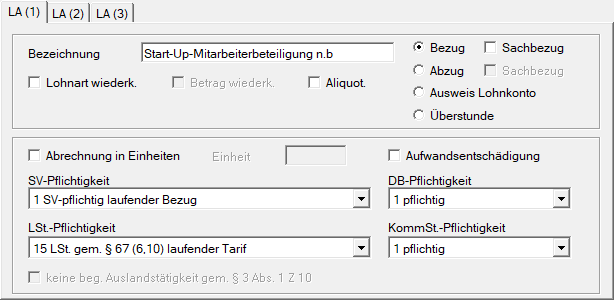 LA (1) LA (2) LA (3)
Bezeichnung Start-Up-Mitarbeiterbeteiligung n.b Bezug Sachbezug
Lohnart wiederk. Betrag wiederk. Aliquot. Abzug Sachbezug
Ausweis Lohnkonto
Überstunde
Abrechnung in Einheiten Einheit Aufwandsentschädigung
SV-Pflichtigkeit DB-Pflichtigkeit
1 SV-pflichtig laufender Bezug 1 pflichtig
LSt.-Pflichtigkeit KommSt.-Pflichtigkeit
15 LSt. gem. § 67 (6,10) laufender Tarif 1 pflichtig
keine beg. Auslandstätigkeit gem. § 3 Abs. 1 Z 10